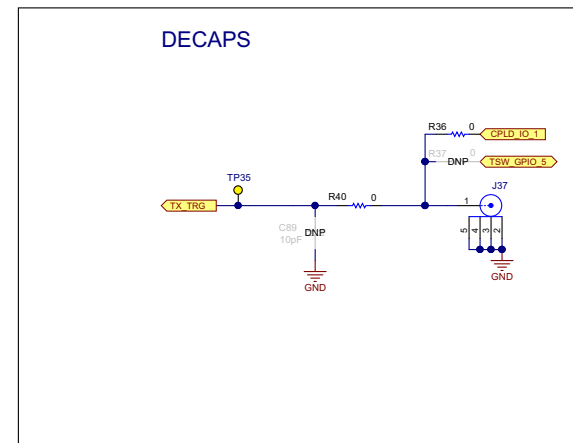 DECAPS
R36 0
CPLD_IO_1
R37 DNP 0
TSW_GPIO_5
TP35
J37
R40 0
1
TX_TRG
C89
10pF
DNP
5 4 3 2
GND
GND